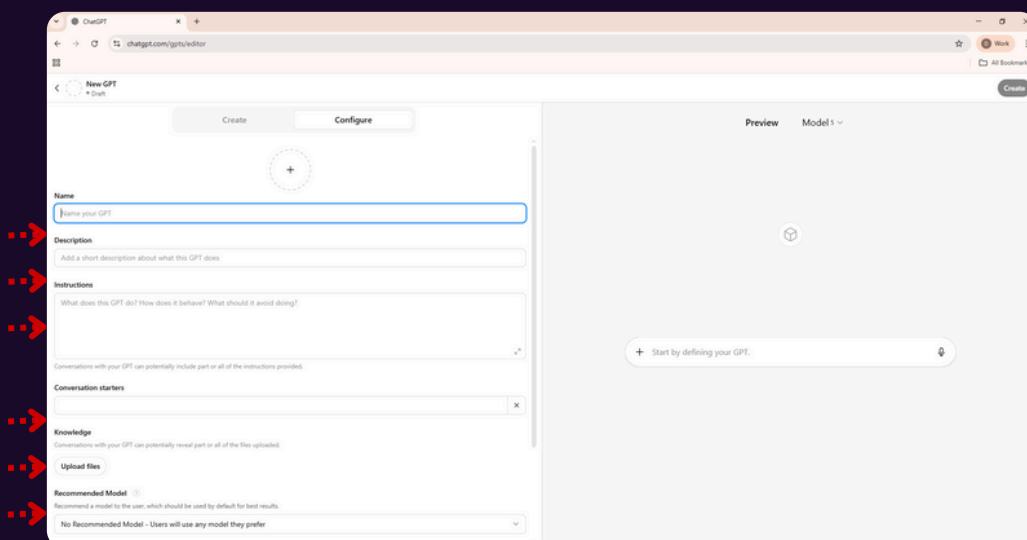 ChatGPT
chatgpt.com/gpts/editor
Work
All Bookmark
New GPT
Draft
Create
Create
Configure
Preview
Model 5
Name
Name your GPT
Description
Add a short description about what this GPT does
Instructions
What does this GPT do? How does it behave? What should it avoid doing?
Conversations with your GPT can potentially include part or all of the instructions provided.
Conversation starters
Knowledge
Conversations with your GPT can potentially reveal part or all of the files uploaded.
Upload files
Recommended Model
Recommend a model to the user, which should be used by default for best results.
No Recommended Model - Users will use any model they prefer
Start by defining your GPT.